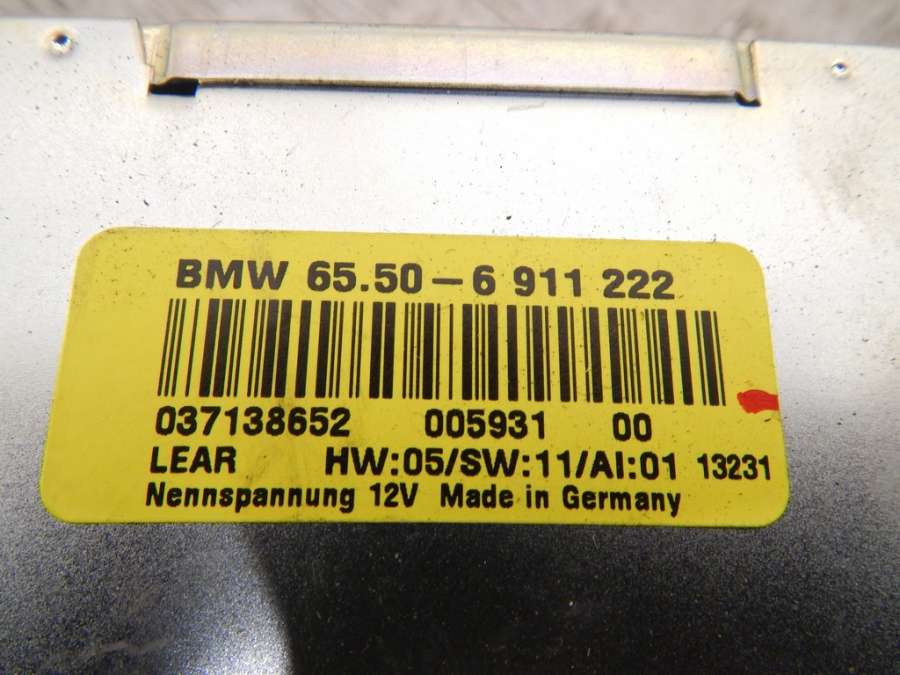 BMW 65.50-6 911 222
037138652 005931 00
LEAR HW:05/SW:11/AI:01 13231
Nennspannung 12V Made in Germany